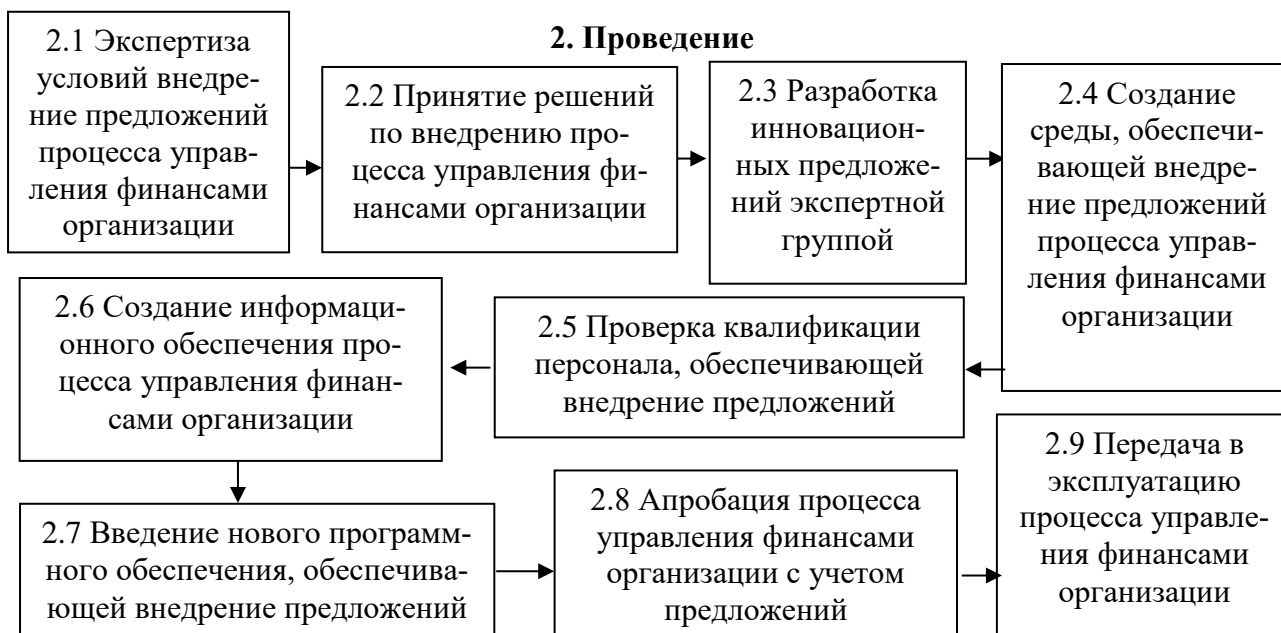 2. Проведение
2.1 Экспертиза
условий внедре-
ние предложений
процесса управ-
ления финансами
организации
2.2 Принятие решений
по внедрению про-
цесса управления фи-
нансами организации
2.3 Разработка
инновацион-
ных предложе-
ний экспертной
группой
2.4 Создание
среды, обеспечи-
вающей внедре-
ние предложений
процесса управ-
ления финансами
организации
2.5 Проверка квалификации
персонала, обеспечивающей
внедрение предложений
2.6 Создание информаци-
онного обеспечения про-
цесса управления финан-
сами организации
2.7 Введение нового программ-
ного обеспечения, обеспечива-
ющей внедрение предложений
2.8 Апробация процесса
управления финансами
организации с учетом
предложений
2.9 Передача в
эксплуатацию
процесса управле-
ния финансами
организации